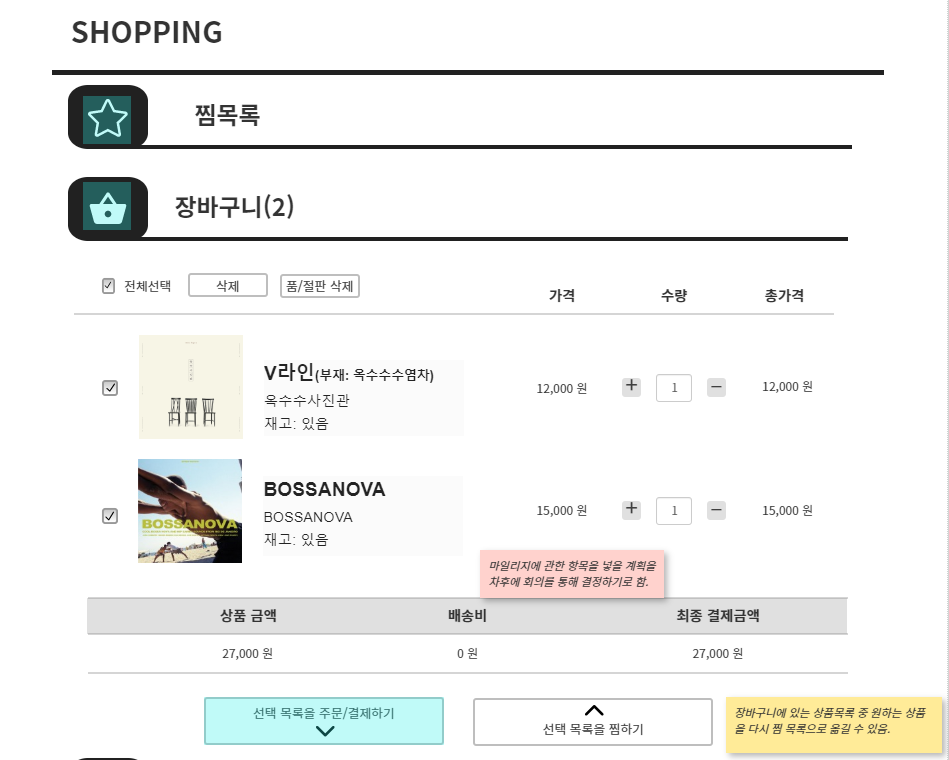 SHOPPING
찜목록
장바구니(2)
전체선택 삭제 품/절판 삭제
가격 수량 총가격
V라인(부재: 옥수수수염차)
옥수수사진관
재고: 있음
12,000 원 + 1 − 12,000 원
BOSSANOVA
BOSSANOVA
BOSSANOVA
재고: 있음
15,000 원 + 1 − 15,000 원
마일리지에 관한 항목을 넣을 계획을
차후에 회의를 통해 결정하기로 함.
상품 금액 배송비 최종 결제금액
27,000 원 0 원 27,000 원
선택 목록을 주문/결제하기
선택 목록을 찜하기
장바구니에 있는 상품목록 중 원하는 상품
을 다시 찜 목록으로 옮길 수 있음.